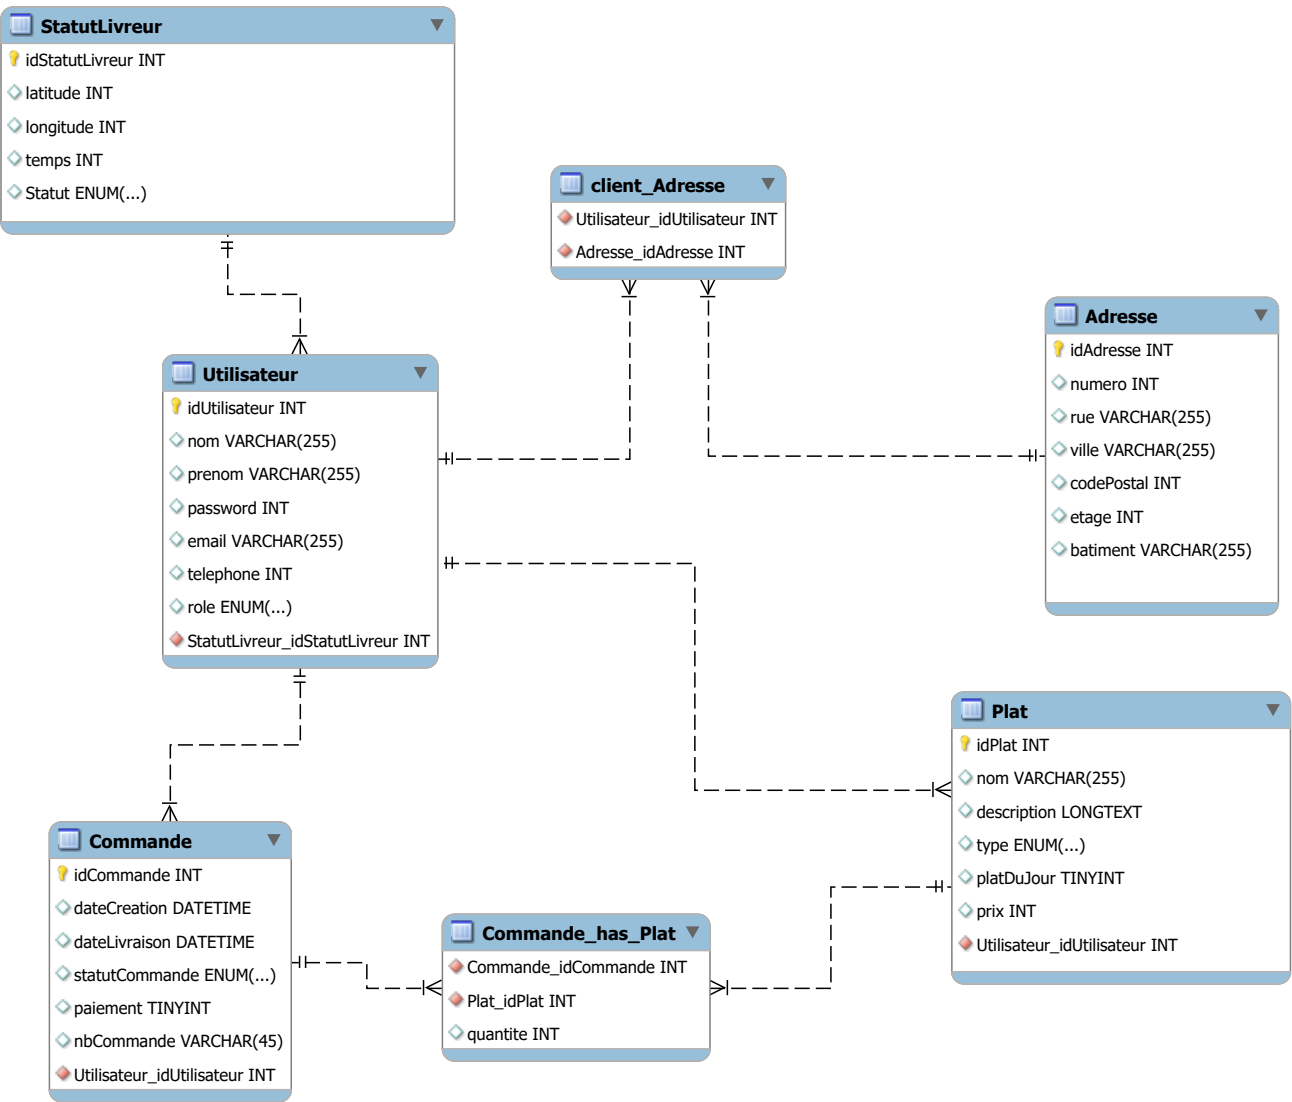 StatutLivreur
idStatutLivreur INT
latitude INT
longitude INT
temps INT
Statut ENUM(...)
client_Adresse
Utilisateur_idUtilisateur INT
Adresse_idAdresse INT
Adresse
idAdresse INT
numero INT
rue VARCHAR(255)
ville VARCHAR(255)
codePostal INT
etage INT
batiment VARCHAR(255)
Utilisateur
idUtilisateur INT
nom VARCHAR(255)
prenom VARCHAR(255)
password INT
email VARCHAR(255)
telephone INT
role ENUM(...)
StatutLivreur_idStatutLivreur INT
Plat
idPlat INT
nom VARCHAR(255)
description LONGTEXT
type ENUM(...)
platDuJour TINYINT
prix INT
Utilisateur_idUtilisateur INT
Commande
idCommande INT
dateCreation DATETIME
dateLivraison DATETIME
statutCommande ENUM(...)
paiement TINYINT
nbCommande VARCHAR(45)
Utilisateur_idUtilisateur INT
Commande_has_Plat
Commande_idCommande INT
Plat_idPlat INT
quantite INT